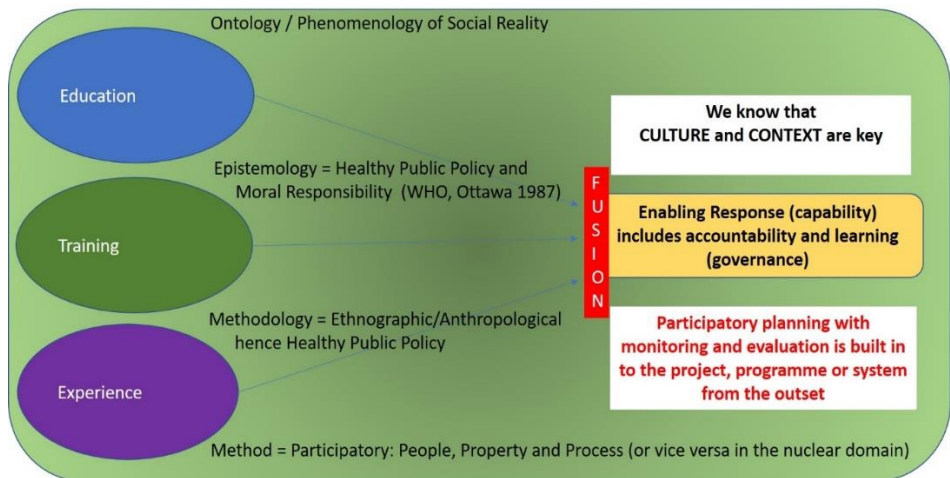 Ontology / Phenomenology of Social Reality
Education
We know that
CULTURE and CONTEXT are key
Epistemology = Healthy Public Policy and
Moral Responsibility (WHO, Ottawa 1987)
F
U
S
I
O
N
Training
Enabling Response (capability)
includes accountability and learning
(governance)
Methodology = Ethnographic/Anthropological
hence Healthy Public Policy
Experience
Participatory planning with
monitoring and evaluation is built in
to the project, programme or system
from the outset
Method = Participatory: People, Property and Process (or vice versa in the nuclear domain)